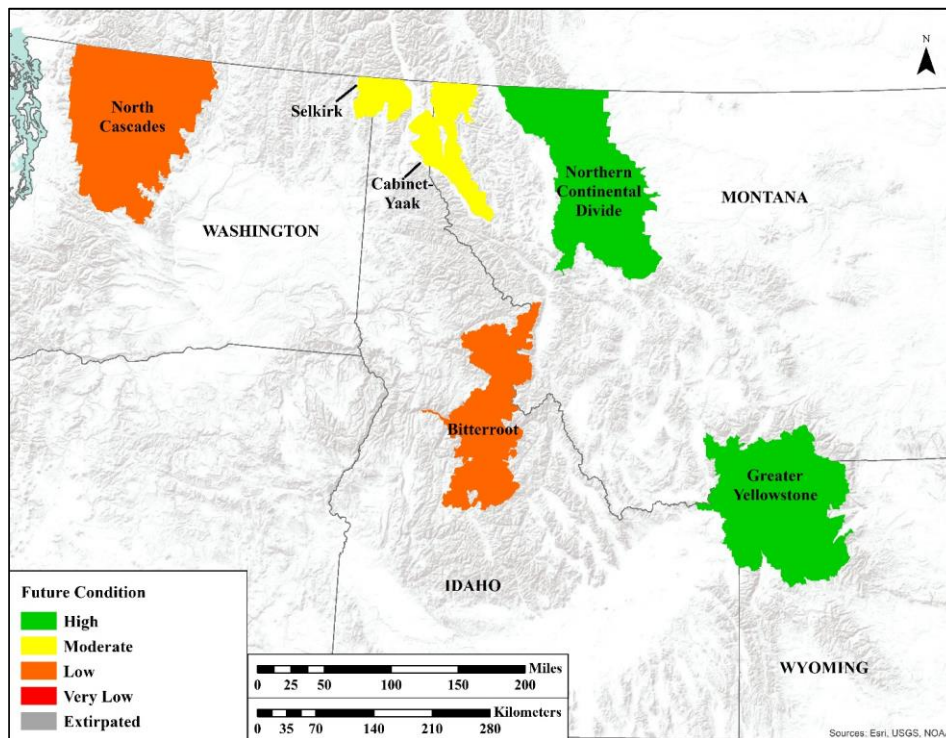 N
North
Cascades
Selkirk
Cabinet-
Yaak
Northern
Continental
Divide
MONTANA
WASHINGTON
Bitterroot
Greater
Yellowstone
IDAHO
WYOMING
Future Condition
High
Moderate
Low
Very Low
Extirpated
Miles
0 25 50 100 150 200
Kilometers
0 35 70 140 210 280
Sources: Esri, USGS, NOA